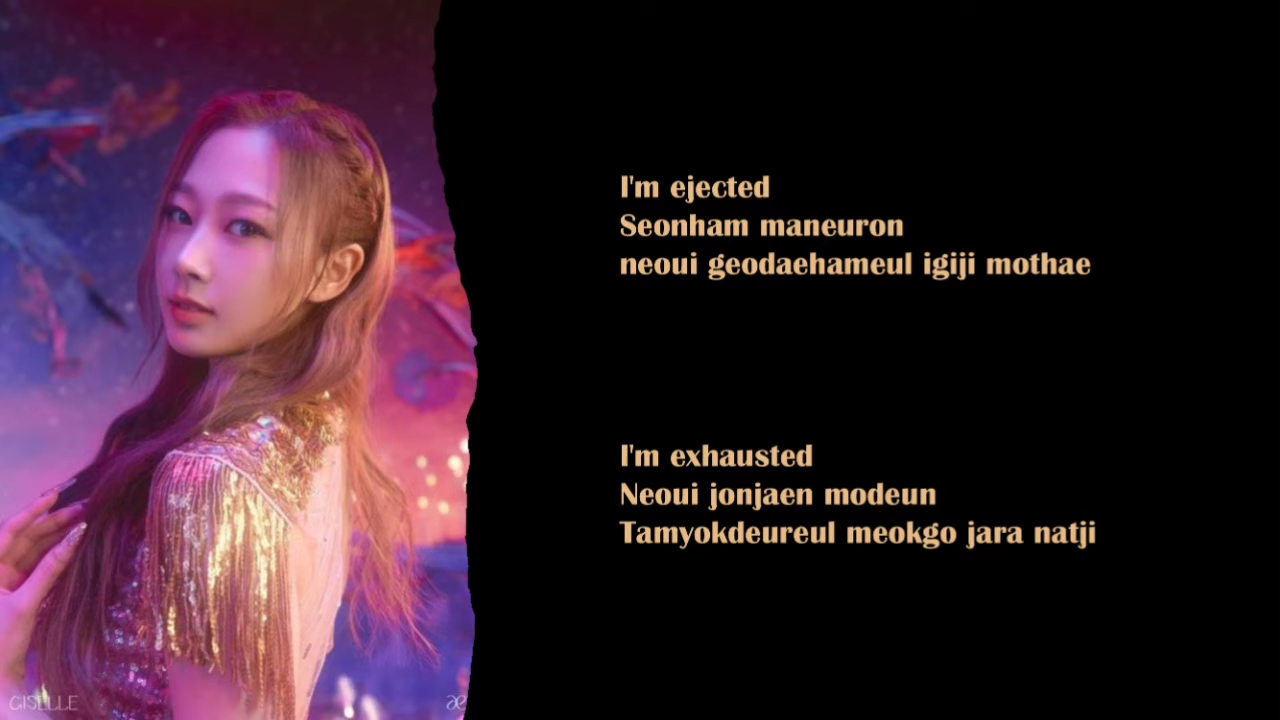 I'm ejected
Seonham maneuron
neoui geodaehameul igiji mothae
I'm exhausted
Neoui jonjaen modeun
Tamyokdeureul meokgo jara natji
GISELLE
æ